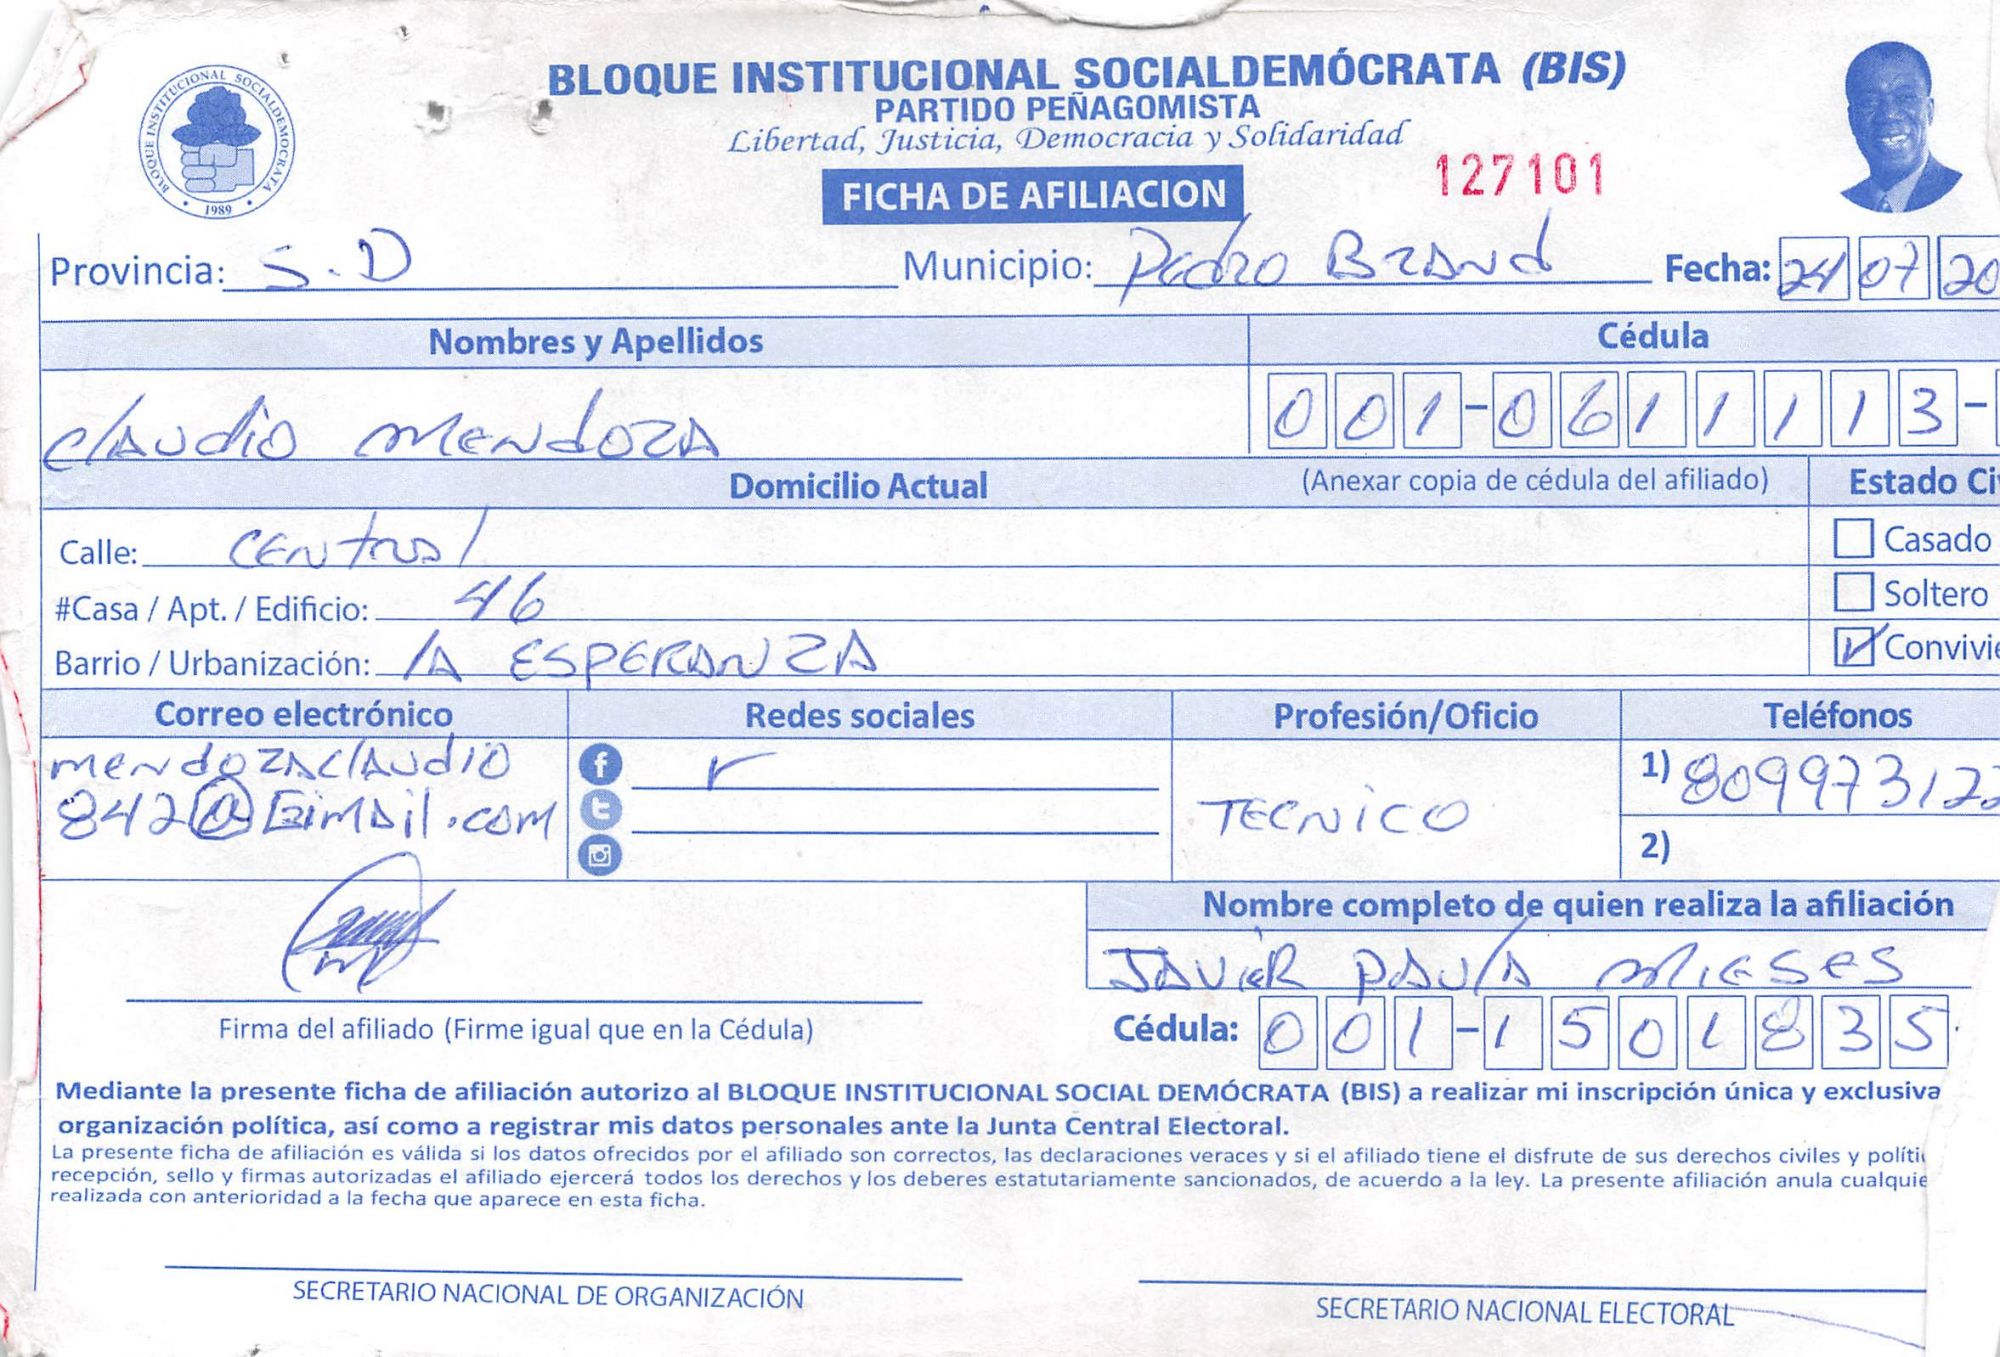 BLOQUE INSTITUCIONAL SOCIALDEMÓCRATA (BIS)
PARTIDO PEÑAGOMISTA
Libertad, Justicia, Democracia y Solidaridad
BLOQUE INSTITUCIONAL SOCIALDEMOCRATA
1989
127101
FICHA DE AFILIACION
Provincia: S.D Municipio: Pedro Brand Fecha: 24 07 20
Nombres y Apellidos Cédula
Claudio Mendoza 001-0611113-
Domicilio Actual (Anexar copia de cédula del afiliado) Estado Civ
Calle: Central Casado
#Casa / Apt. / Edificio: 46 Soltero
Barrio / Urbanización: la ESPERANZA Convivie
Correo electrónico Redes sociales Profesión/Oficio Teléfonos
mendozaclaudio 1) 809973122
842@Gimail.com TECNICO
2)
Nombre completo de quien realiza la afiliación
JAVIER PAULA MIESES
Firma del afiliado (Firme igual que en la Cédula) Cédula: 001-1501835
Mediante la presente ficha de afiliación autorizo al BLOQUE INSTITUCIONAL SOCIAL DEMÓCRATA (BIS) a realizar mi inscripción única y exclusiva
organización política, así como a registrar mis datos personales ante la Junta Central Electoral.
La presente ficha de afiliación es válida si los datos ofrecidos por el afiliado son correctos, las declaraciones veraces y si el afiliado tiene el disfrute de sus derechos civiles y políti
recepción, sello y firmas autorizadas el afiliado ejercerá todos los derechos y los deberes estatutariamente sancionados, de acuerdo a la ley. La presente afiliación anula cualquie
realizada con anterioridad a la fecha que aparece en esta ficha.
SECRETARIO NACIONAL DE ORGANIZACIÓN SECRETARIO NACIONAL ELECTORAL